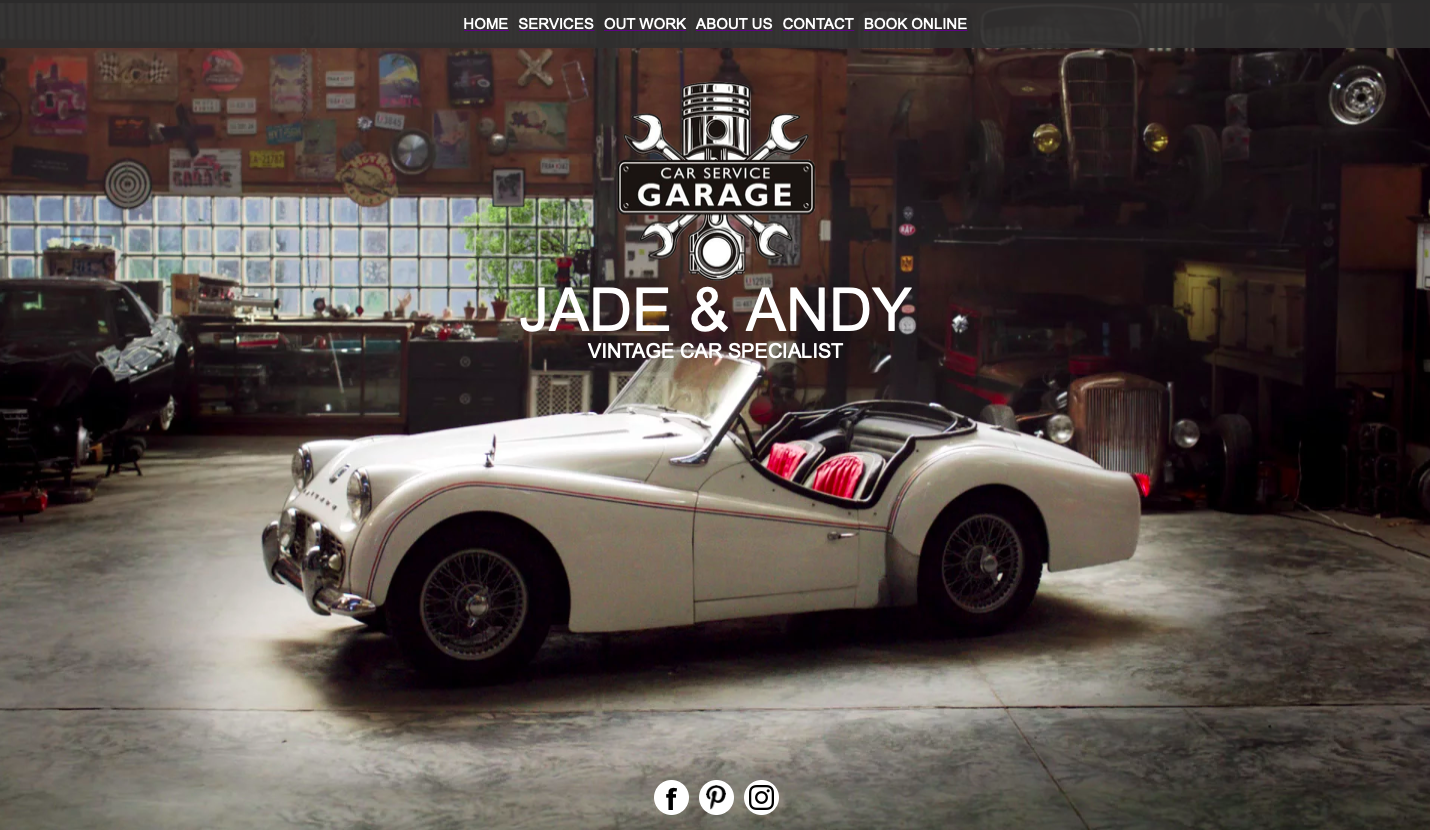 HOME SERVICES OUT WORK ABOUT US CONTACT BOOK ONLINE
CAR SERVICE
GARAGE
JADE & ANDY
VINTAGE CAR SPECIALIST